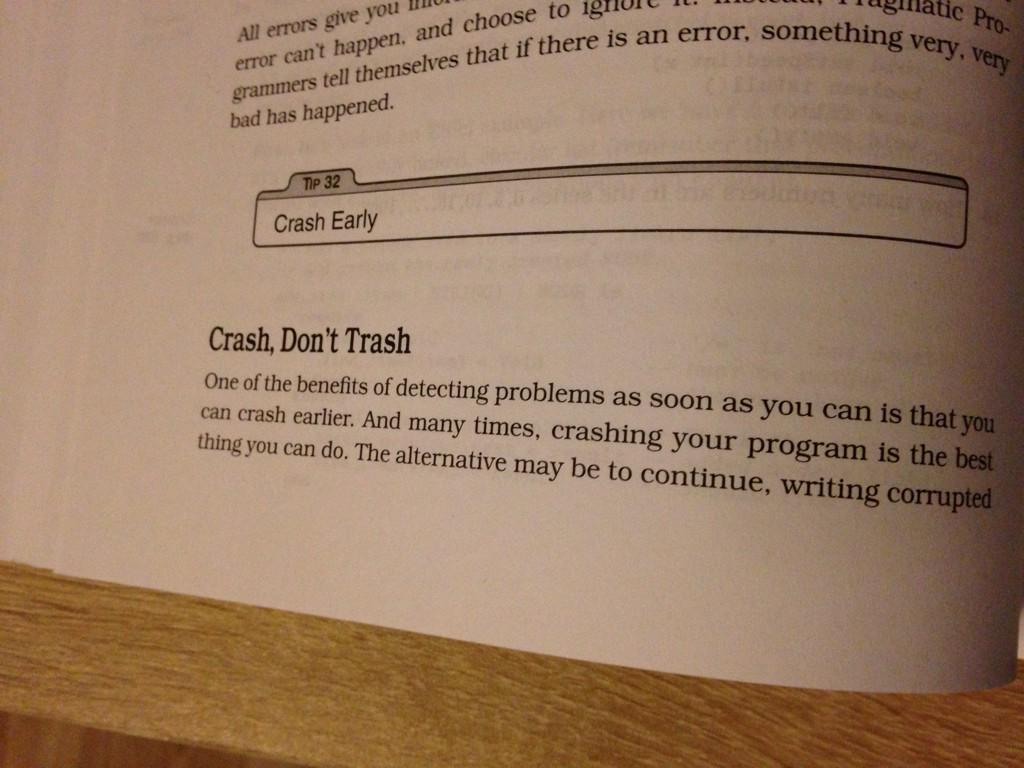 All errors give you
error can't happen, and choose to ignore it. Instead, Pragmatic Pro-
grammers tell themselves that if there is an error, something very, very
bad has happened.
TIP 32
Crash Early
Crash, Don't Trash
One of the benefits of detecting problems as soon as you can is that you
can crash earlier. And many times, crashing your program is the best
thing you can do. The alternative may be to continue, writing corrupted